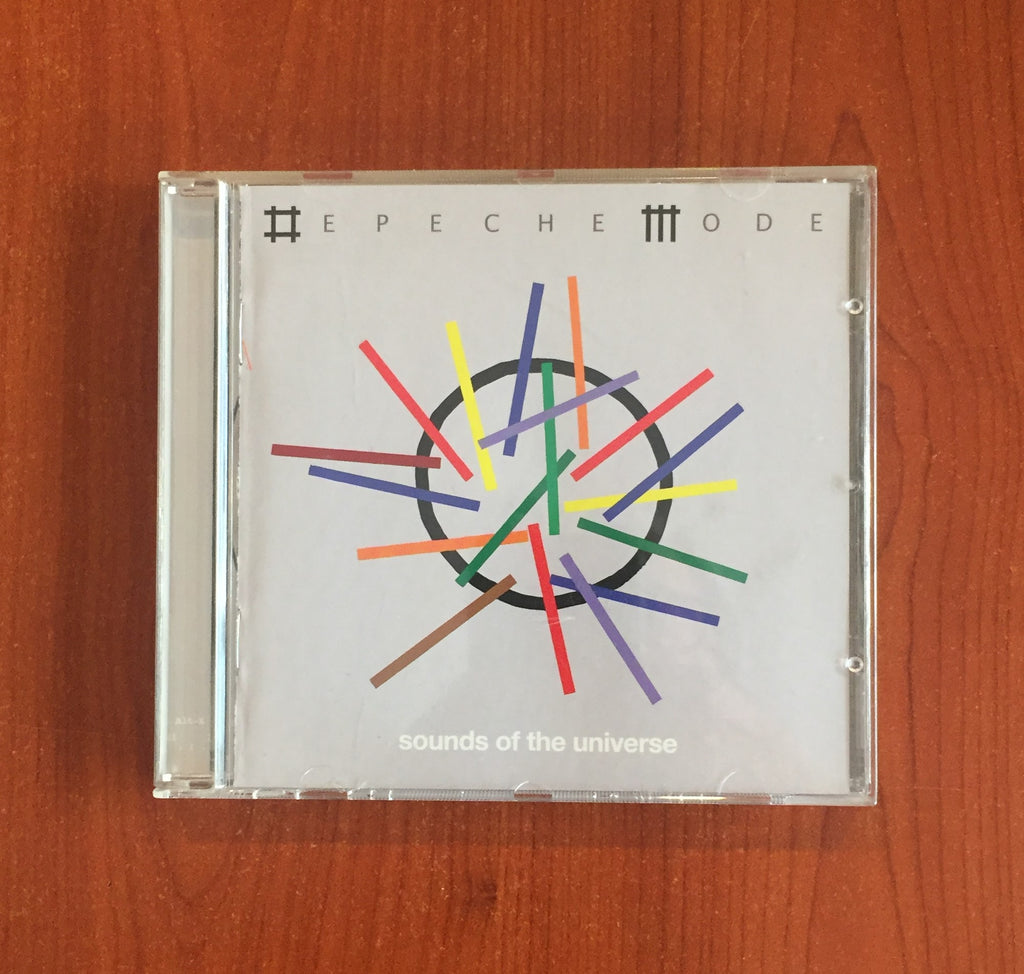 DEPECHE MODE
sounds of the universe